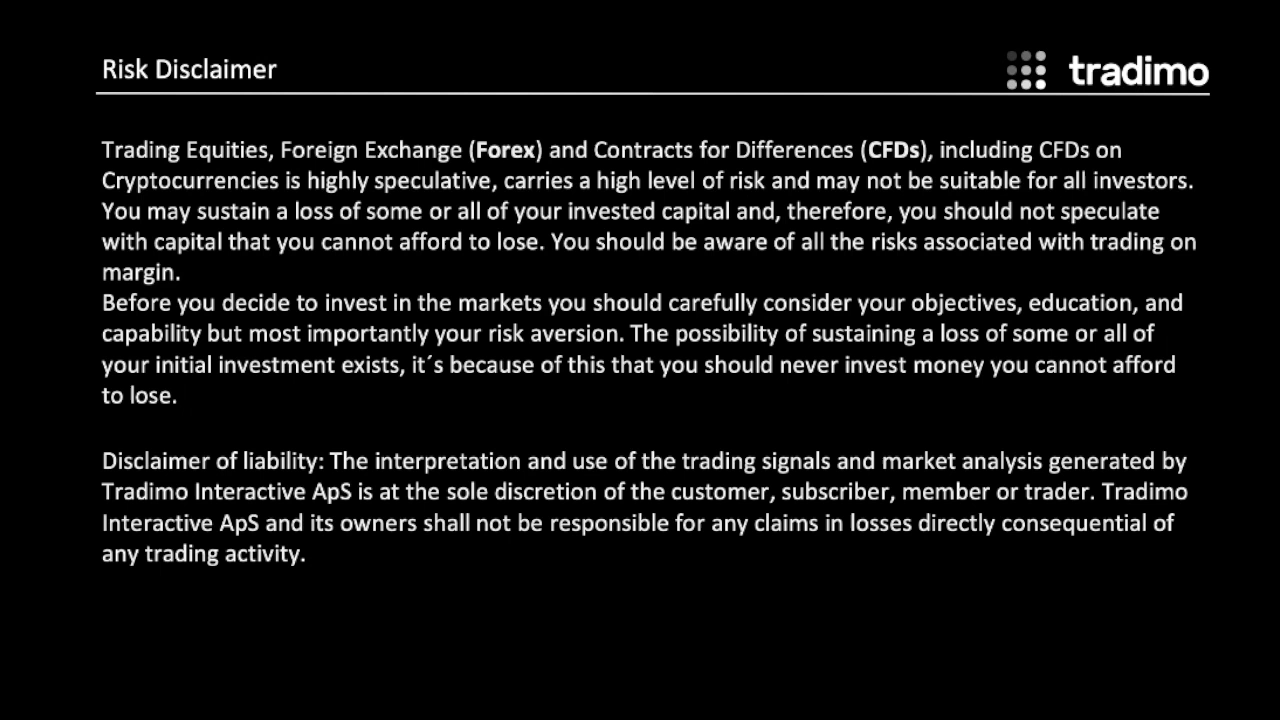 Risk Disclaimer
tradimo
Trading Equities, Foreign Exchange (Forex) and Contracts for Differences (CFDs), including CFDs on
Cryptocurrencies is highly speculative, carries a high level of risk and may not be suitable for all investors.
You may sustain a loss of some or all of your invested capital and, therefore, you should not speculate
with capital that you cannot afford to lose. You should be aware of all the risks associated with trading on
margin.
Before you decide to invest in the markets you should carefully consider your objectives, education, and
capability but most importantly your risk aversion. The possibility of sustaining a loss of some or all of
your initial investment exists, it´s because of this that you should never invest money you cannot afford
to lose.
Disclaimer of liability: The interpretation and use of the trading signals and market analysis generated by
Tradimo Interactive ApS is at the sole discretion of the customer, subscriber, member or trader. Tradimo
Interactive ApS and its owners shall not be responsible for any claims in losses directly consequential of
any trading activity.